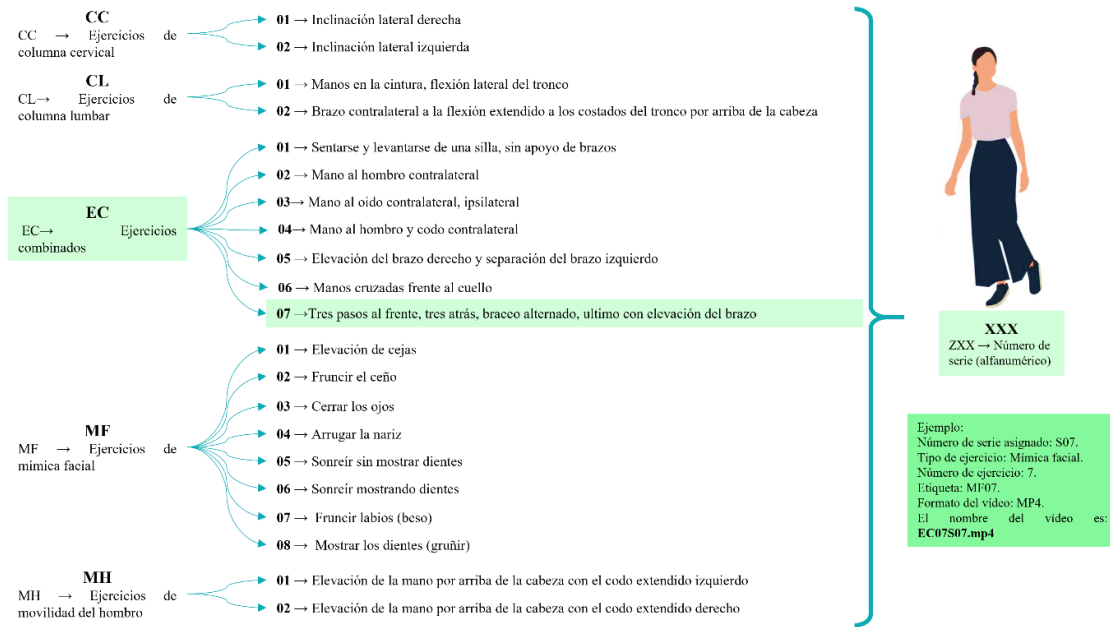 CC
CC → Ejercicios de
columna cervical
01 → Inclinación lateral derecha
02 → Inclinación lateral izquierda
CL
CL→ Ejercicios de
columna lumbar
01 → Manos en la cintura, flexión lateral del tronco
02 → Brazo contralateral a la flexión extendido a los costados del tronco por arriba de la cabeza
EC
EC→ Ejercicios
combinados
01 → Sentarse y levantarse de una silla, sin apoyo de brazos
02 → Mano al hombro contralateral
03→ Mano al oido contralateral, ipsilateral
04→ Mano al hombro y codo contralateral
05 → Elevación del brazo derecho y separación del brazo izquierdo
06 → Manos cruzadas frente al cuello
07 →Tres pasos al frente, tres atrás, braceo alternado, ultimo con elevación del brazo
MF
MF → Ejercicios de
mímica facial
01 → Elevación de cejas
02 → Fruncir el ceño
03 → Cerrar los ojos
04 → Arrugar la nariz
05 → Sonreír sin mostrar dientes
06 → Sonreír mostrando dientes
07 → Fruncir labios (beso)
08 → Mostrar los dientes (gruñir)
MH
MH → Ejercicios de
movilidad del hombro
01 → Elevación de la mano por arriba de la cabeza con el codo extendido izquierdo
02 → Elevación de la mano por arriba de la cabeza con el codo extendido derecho
XXX
ZXX → Número de
serie (alfanumérico)
Ejemplo:
Número de serie asignado: S07.
Tipo de ejercicio: Mímica facial.
Número de ejercicio: 7.
Etiqueta: MF07.
Formato del vídeo: MP4.
El nombre del vídeo es:
EC07S07.mp4